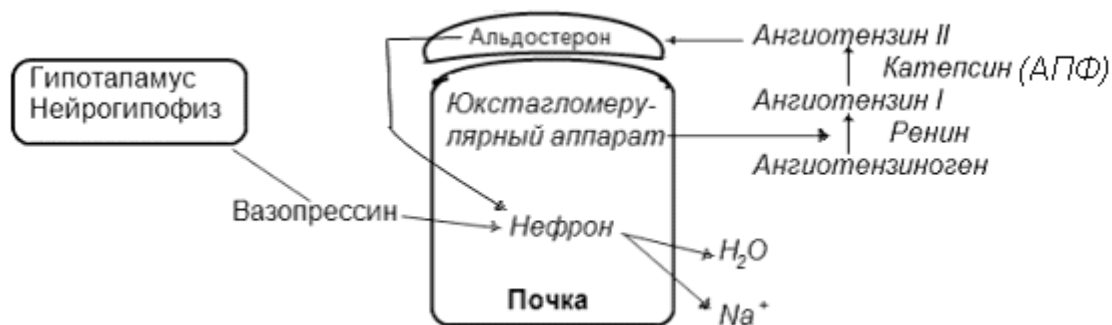 Альдостерон
Ангиотензин II
Катепсин (АПФ)
Гипоталамус
Нейрогипофиз
Юкстагломеру-
лярный аппарат
Ангиотензин I
Ренин
Ангиотензиноген
Вазопрессин
Нефрон
H₂O
Почка
Na⁺